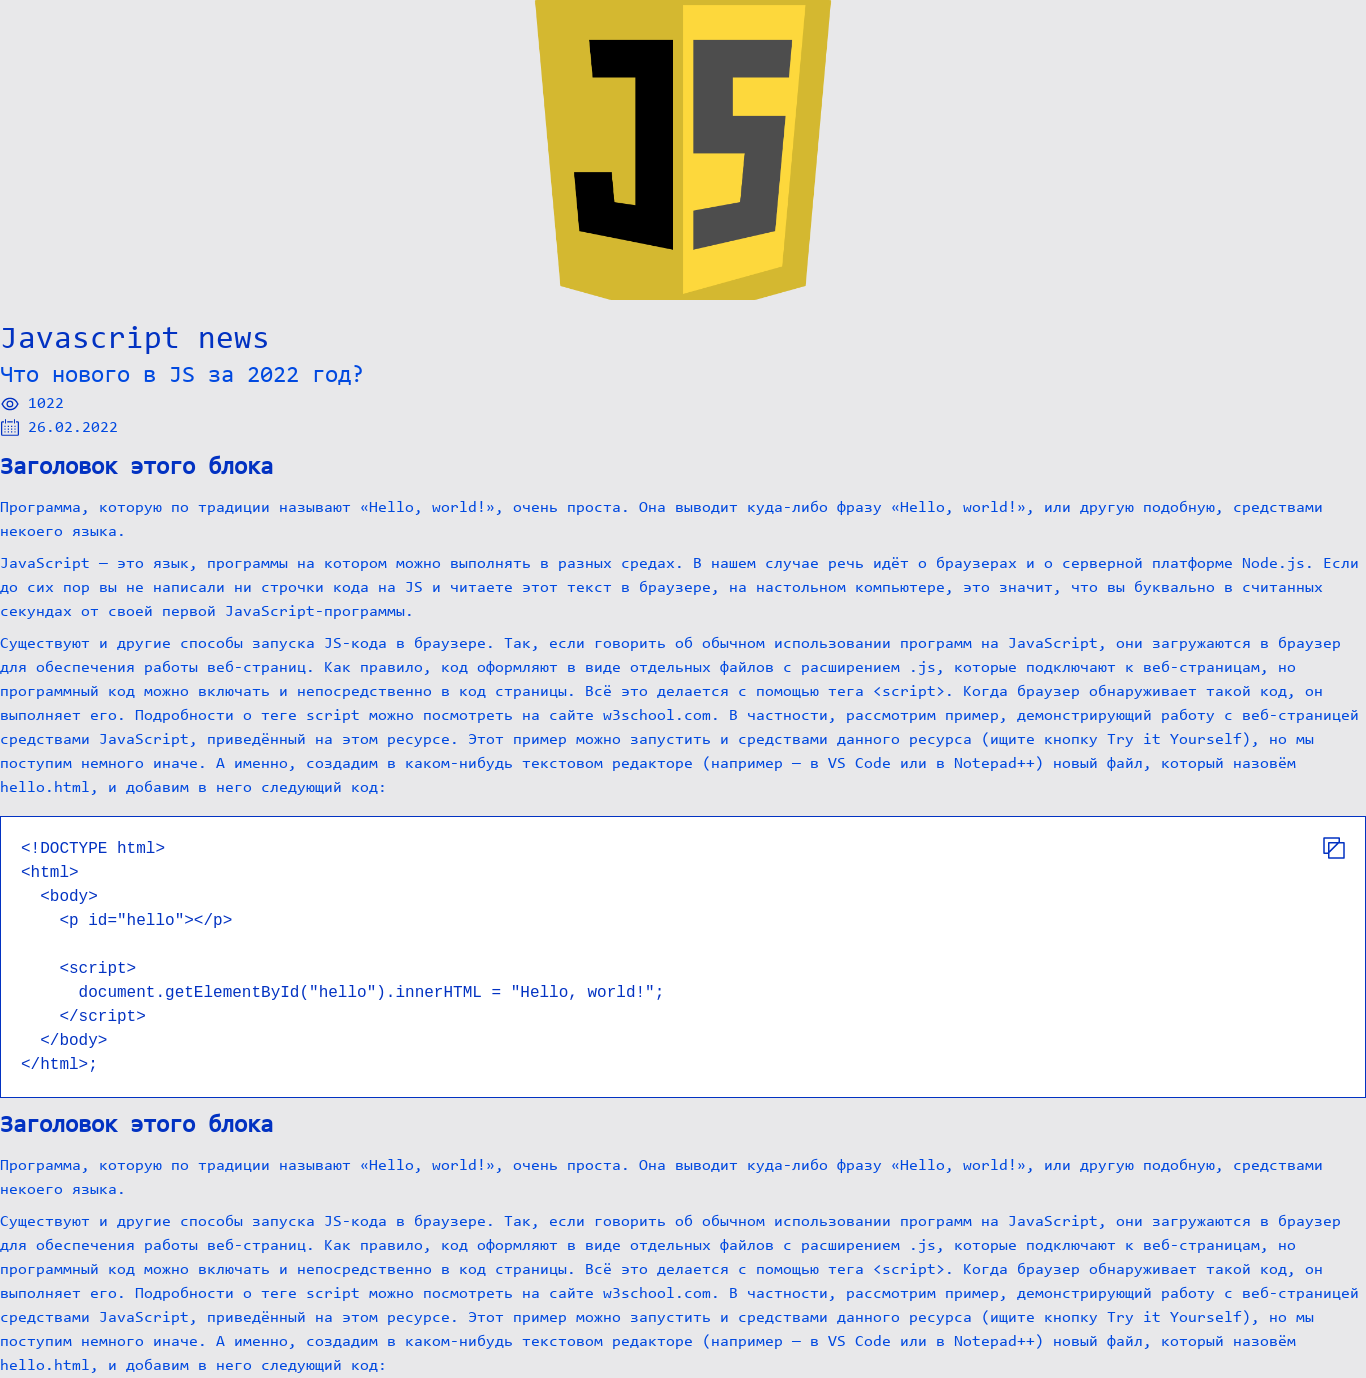 JS
Javascript news
Что нового в JS за 2022 год?
1022
26.02.2022
Заголовок этого блока
Программа, которую по традиции называют «Hello, world!», очень проста. Она выводит куда-либо фразу «Hello, world!», или другую подобную, средствами
некоего языка.
JavaScript — это язык, программы на котором можно выполнять в разных средах. В нашем случае речь идёт о браузерах и о серверной платформе Node.js. Если
до сих пор вы не написали ни строчки кода на JS и читаете этот текст в браузере, на настольном компьютере, это значит, что вы буквально в считанных
секундах от своей первой JavaScript-программы.
Существуют и другие способы запуска JS-кода в браузере. Так, если говорить об обычном использовании программ на JavaScript, они загружаются в браузер
для обеспечения работы веб-страниц. Как правило, код оформляют в виде отдельных файлов с расширением .js, которые подключают к веб-страницам, но
программный код можно включать и непосредственно в код страницы. Всё это делается с помощью тега <script>. Когда браузер обнаруживает такой код, он
выполняет его. Подробности о теге script можно посмотреть на сайте w3school.com. В частности, рассмотрим пример, демонстрирующий работу с веб-страницей
средствами JavaScript, приведённый на этом ресурсе. Этот пример можно запустить и средствами данного ресурса (ищите кнопку Try it Yourself), но мы
поступим немного иначе. А именно, создадим в каком-нибудь текстовом редакторе (например — в VS Code или в Notepad++) новый файл, который назовём
hello.html, и добавим в него следующий код:
<!DOCTYPE html>
<html>
  <body>
    <p id="hello"></p>
    <script>
      document.getElementById("hello").innerHTML = "Hello, world!";
    </script>
  </body>
</html>;
Заголовок этого блока
Программа, которую по традиции называют «Hello, world!», очень проста. Она выводит куда-либо фразу «Hello, world!», или другую подобную, средствами
некоего языка.
Существуют и другие способы запуска JS-кода в браузере. Так, если говорить об обычном использовании программ на JavaScript, они загружаются в браузер
для обеспечения работы веб-страниц. Как правило, код оформляют в виде отдельных файлов с расширением .js, которые подключают к веб-страницам, но
программный код можно включать и непосредственно в код страницы. Всё это делается с помощью тега <script>. Когда браузер обнаруживает такой код, он
выполняет его. Подробности о теге script можно посмотреть на сайте w3school.com. В частности, рассмотрим пример, демонстрирующий работу с веб-страницей
средствами JavaScript, приведённый на этом ресурсе. Этот пример можно запустить и средствами данного ресурса (ищите кнопку Try it Yourself), но мы
поступим немного иначе. А именно, создадим в каком-нибудь текстовом редакторе (например — в VS Code или в Notepad++) новый файл, который назовём
hello.html, и добавим в него следующий код: